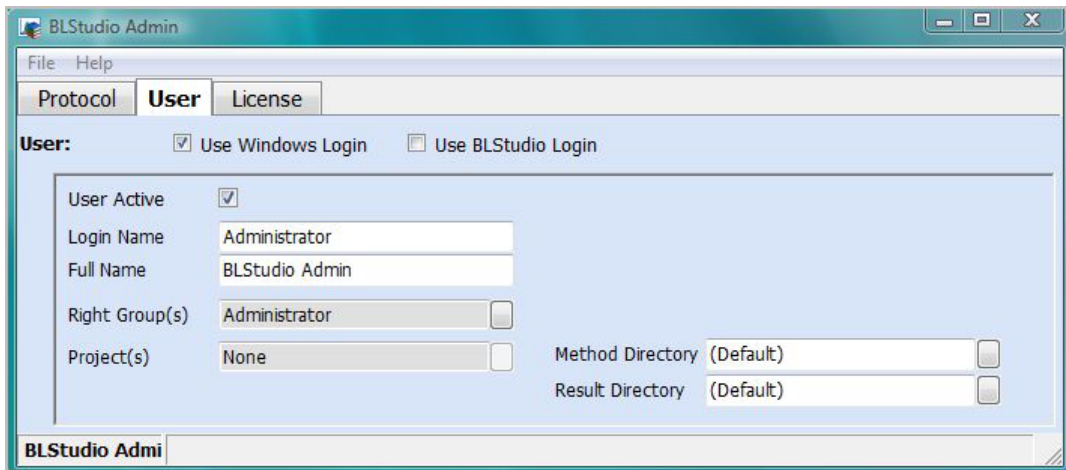 BLStudio Admin
File Help
Protocol User License
User: Use Windows Login Use BLStudio Login
User Active
Login Name Administrator
Full Name BLStudio Admin
Right Group(s) Administrator
Project(s) None Method Directory (Default)
Result Directory (Default)
BLStudio Admi